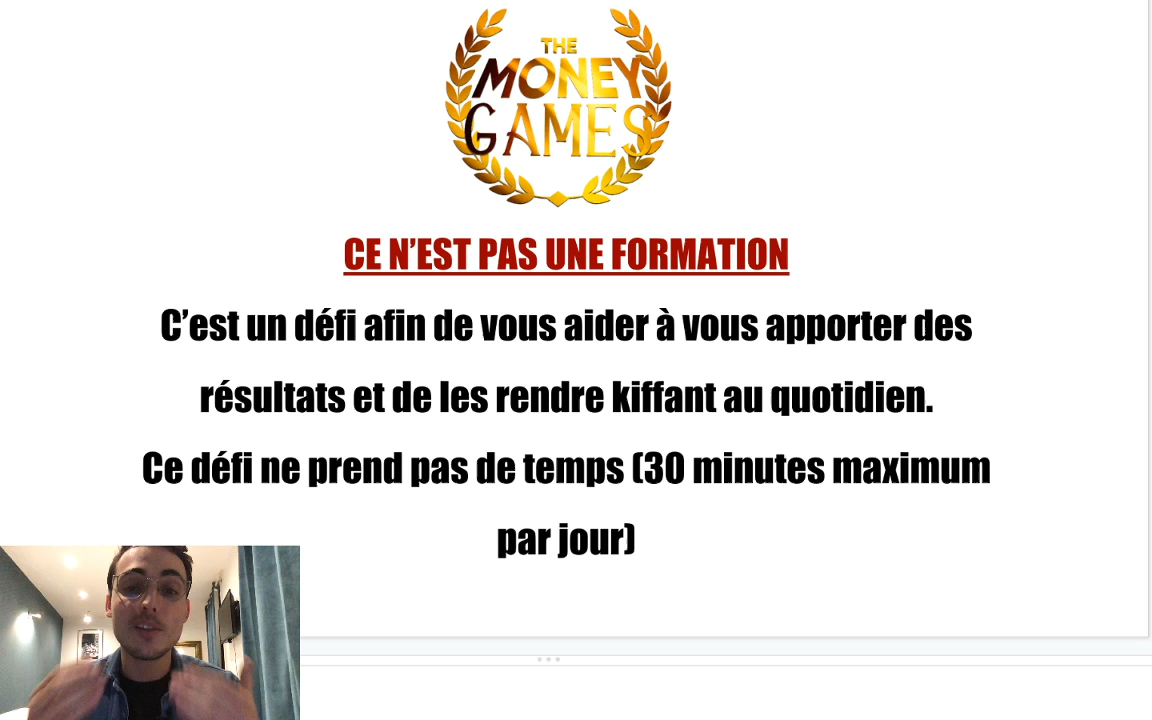 THE
MONEY
GAMES
CE N’EST PAS UNE FORMATION
C’est un défi afin de vous aider à vous apporter des
résultats et de les rendre kiffant au quotidien.
Ce défi ne prend pas de temps (30 minutes maximum
par jour)